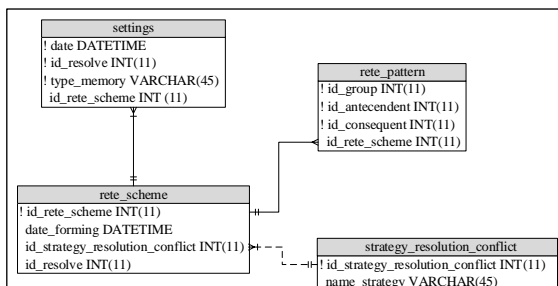 settings
! date DATETIME
! id_resolve INT(11)
! type_memory VARCHAR(45)
id_rete_scheme INT (11)
rete_pattern
! id_group INT(11)
! id_antecendent INT(11)
! id_consequent INT(11)
id_rete_scheme INT(11)
rete_scheme
! id_rete_scheme INT(11)
date_forming DATETIME
id_strategy_resolution_conflict INT(11)
id_resolve INT(11)
strategy_resolution_conflict
! id_strategy_resolution_conflict INT(11)
name_strategy VARCHAR(45)